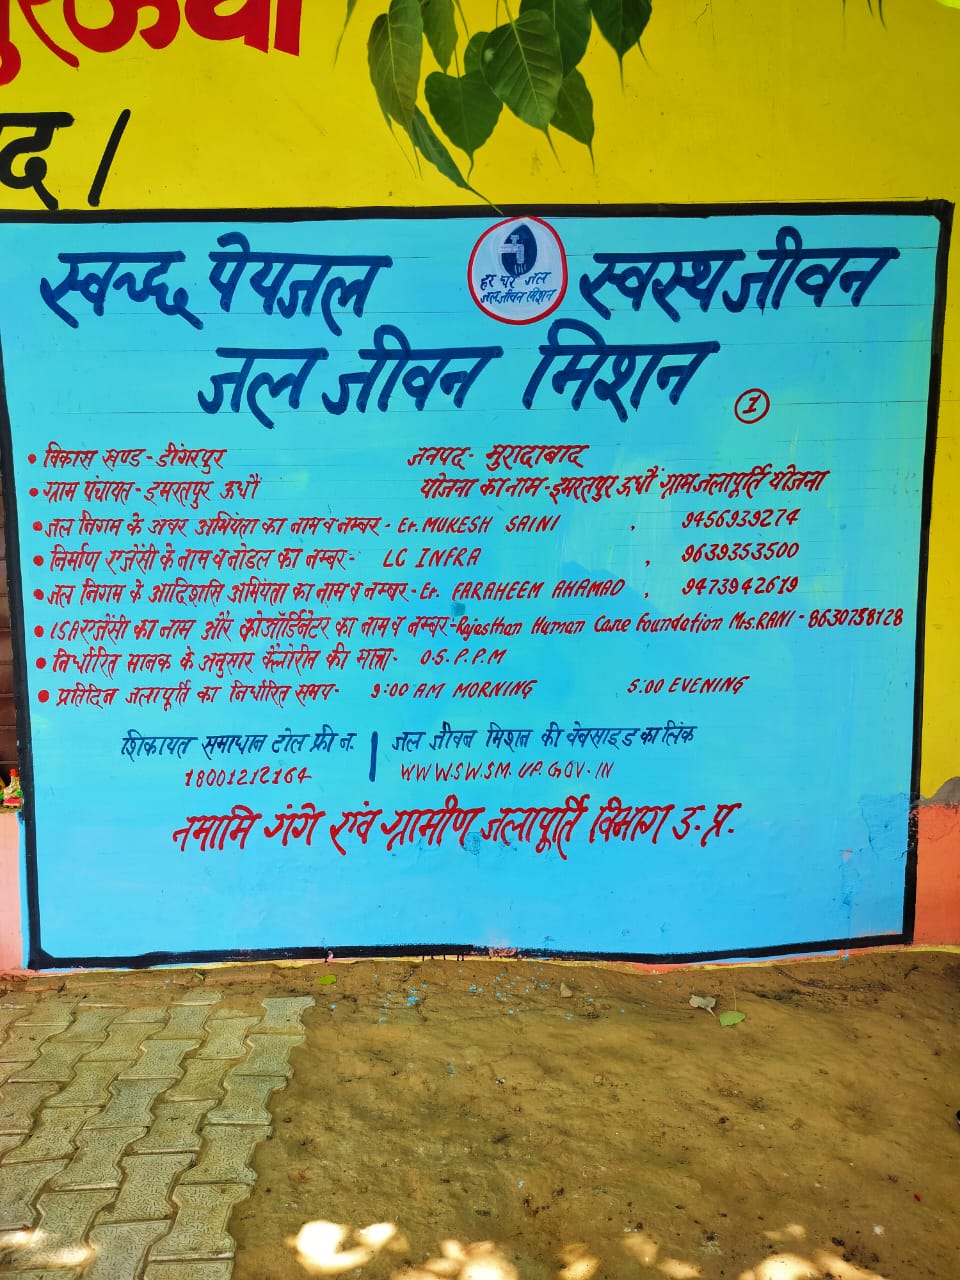 द ।
स्वच्छ पेयजल स्वस्थ जीवन
हर घर जल
जल जीवन मिशन
जल जीवन मिशन
1
• विकास खण्ड - डींगरपुर जनपद - मुरादाबाद
• ग्राम पंचायत - इमरतपुर ऊधौं योजना का नाम - इमरतपुर ऊधौं ग्रामजलापूर्ति योजना
• जल निगम के अवर अभियंता का नाम व नम्बर - Er. MUKESH SAINI , 9456939274
• निर्माण एजेंसी के नाम व नोडल का नम्बर - LC INFRA , 9639353500
• जल निगम के आदिशासि अभियंता का नाम व नम्बर - Er. FARAHEEM AHAMAD , 9473942619
• ISA एजेंसी का नाम और कोऑर्डिनेटर का नाम व नम्बर - Rajasthan Human Care Foundation Mrs. RANI - 8630758128
• निर्धारित मानक के अनुसार क्लोरीन की मात्रा - 0.5. P.P.M
• प्रतिदिन जलापूर्ति का निर्धारित समय - 9:00 AM MORNING 5.00 EVENING
शिकायत समाधान टोल फ्री न. | जल जीवन मिशन की वेबसाइड का लिंक
18001212164 WWW.SWSM.UP.GOV.IN
नमामि गंगे एवं ग्रामीण जलापूर्ति विभाग उ.प्र.